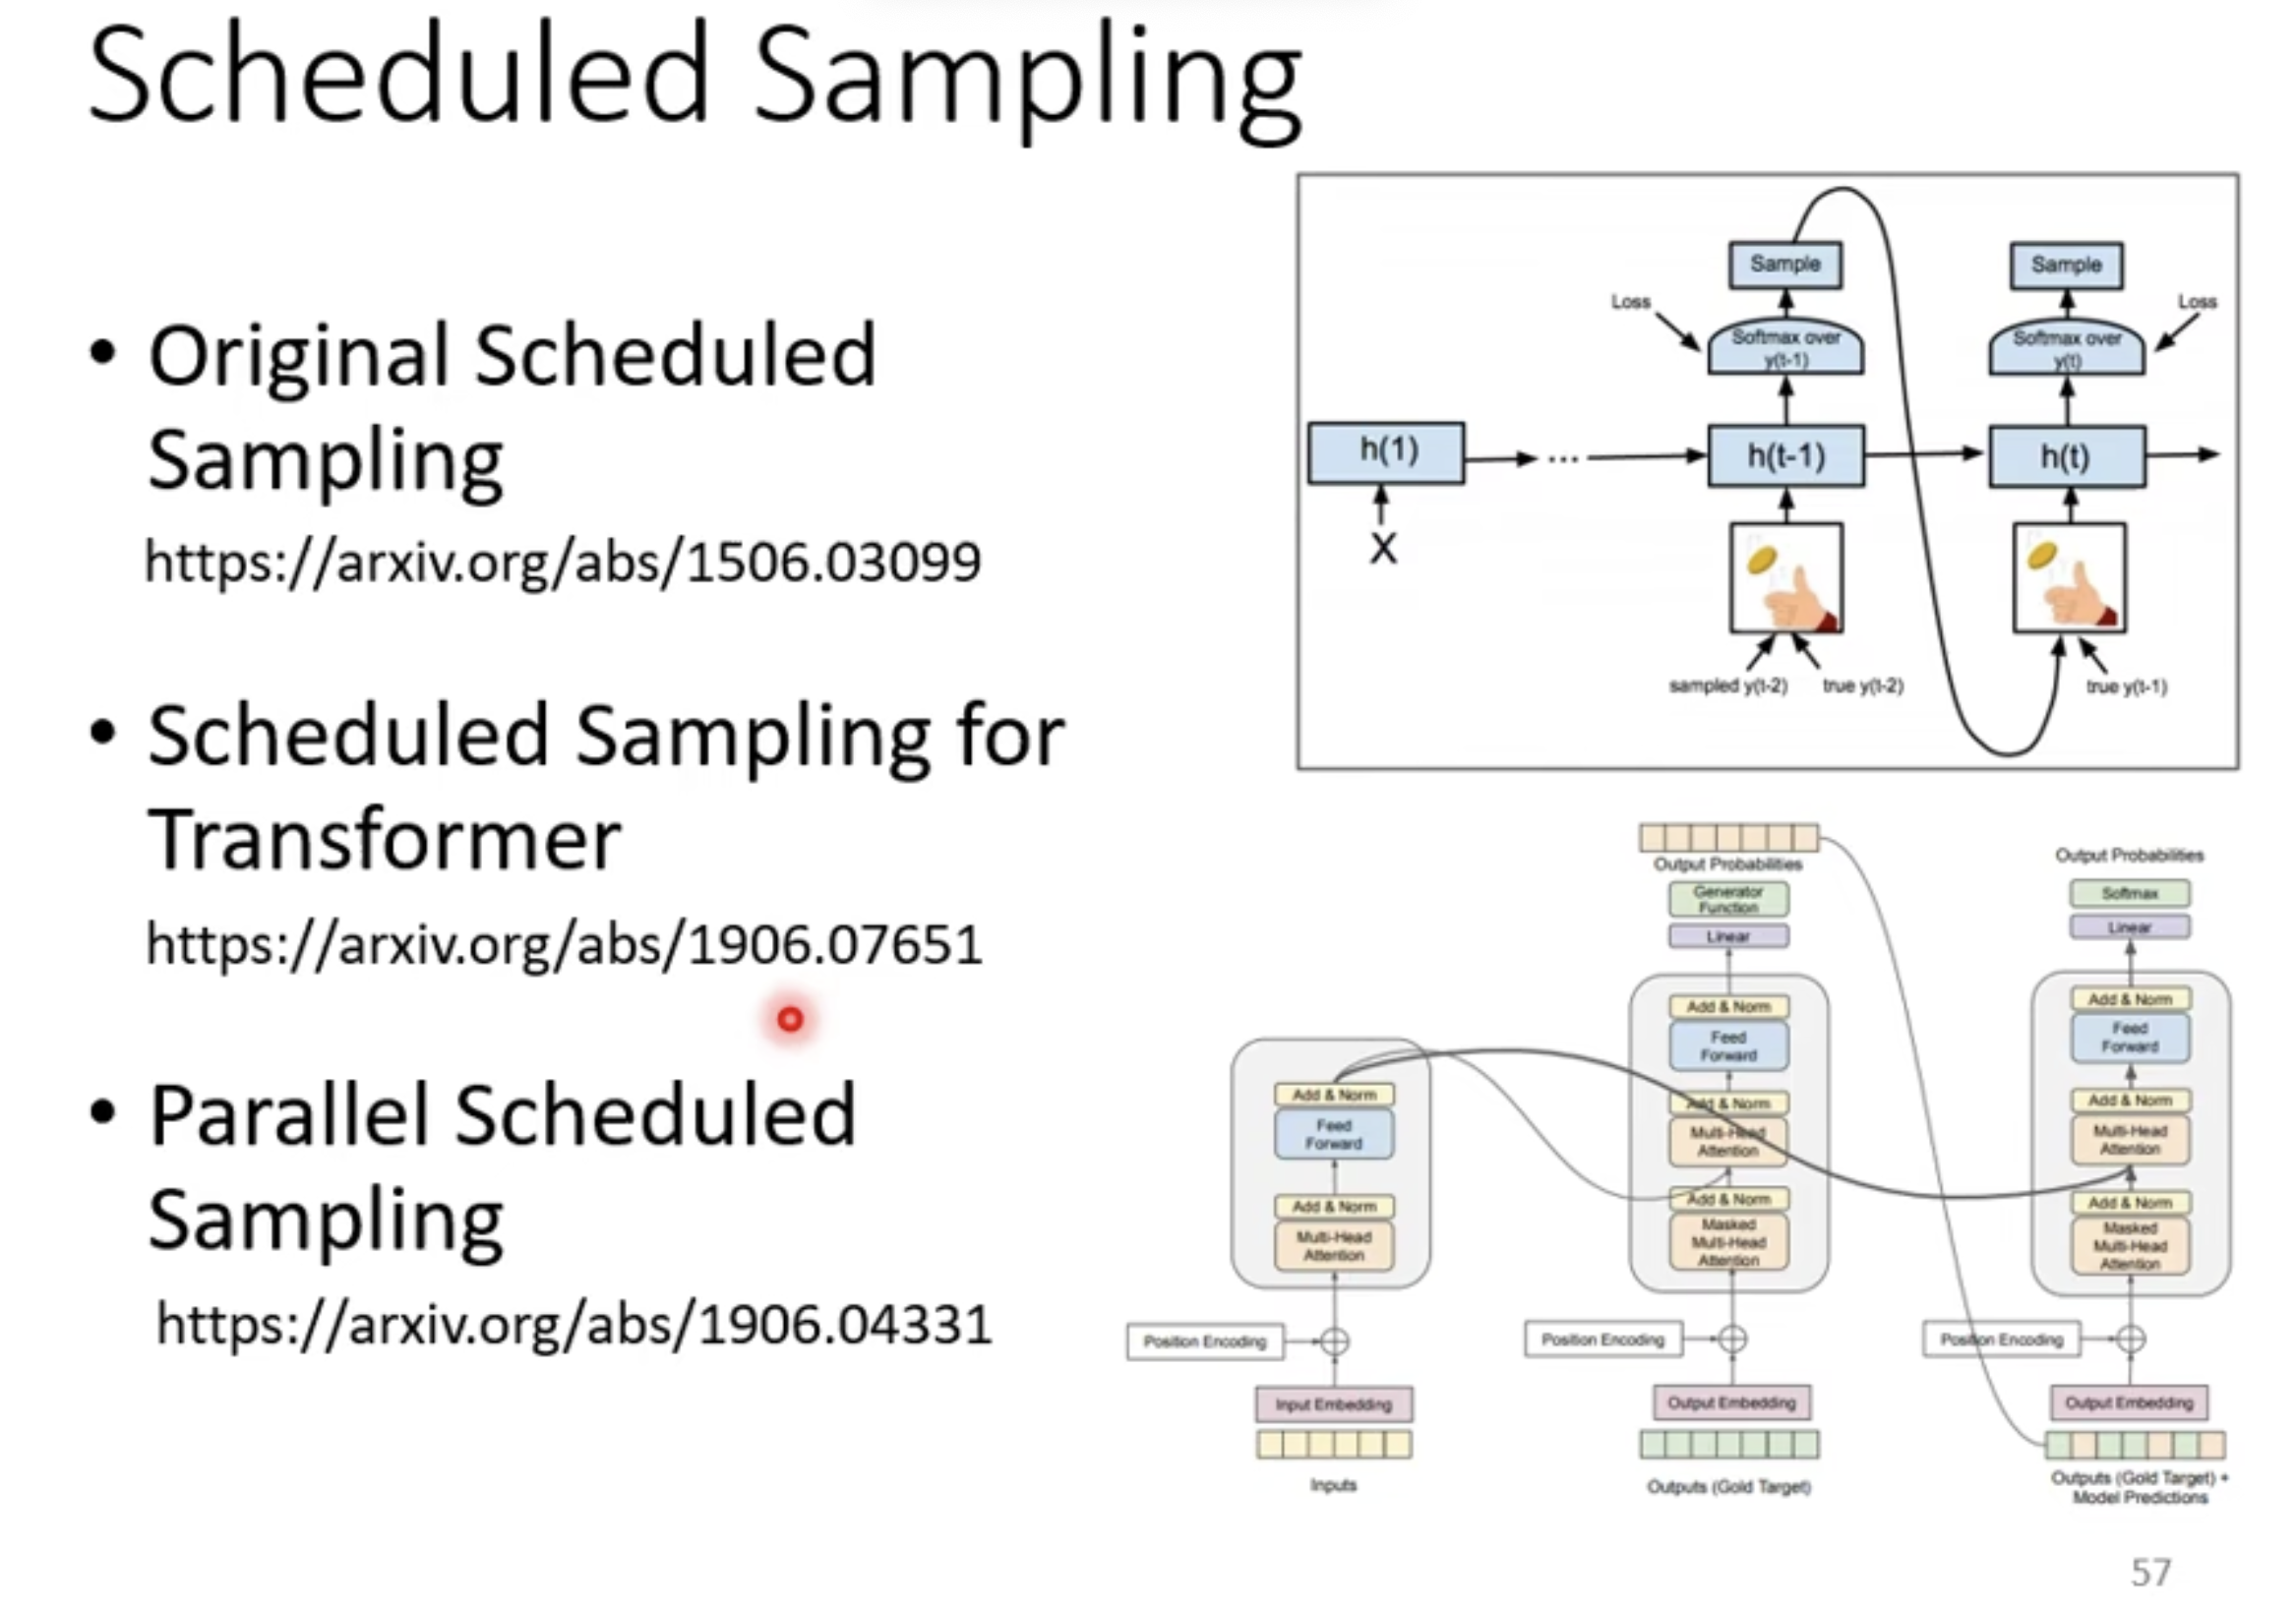 Scheduled Sampling
• Original Scheduled
Sampling
https://arxiv.org/abs/1506.03099
• Scheduled Sampling for
Transformer
https://arxiv.org/abs/1906.07651
• Parallel Scheduled
Sampling
https://arxiv.org/abs/1906.04331
Sample
Sample
Loss
Loss
Softmax over
y(t-1)
Softmax over
y(t)
h(1)
...
h(t-1)
h(t)
X
sampled y(t-2)
true y(t-2)
true y(t-1)
Add & Norm
Feed
Forward
Add & Norm
Multi-Head
Attention
Position Encoding
Input Embedding
Inputs
Output Probabilities
Generator
Function
Linear
Add & Norm
Feed
Forward
Add & Norm
Multi-Head
Attention
Add & Norm
Masked
Multi-Head
Attention
Position Encoding
Output Embedding
Outputs (Gold Target)
Output Probabilities
Softmax
Linear
Add & Norm
Feed
Forward
Add & Norm
Multi-Head
Attention
Add & Norm
Masked
Multi-Head
Attention
Position Encoding
Output Embedding
Outputs (Gold Target) +
Model Predictions
57